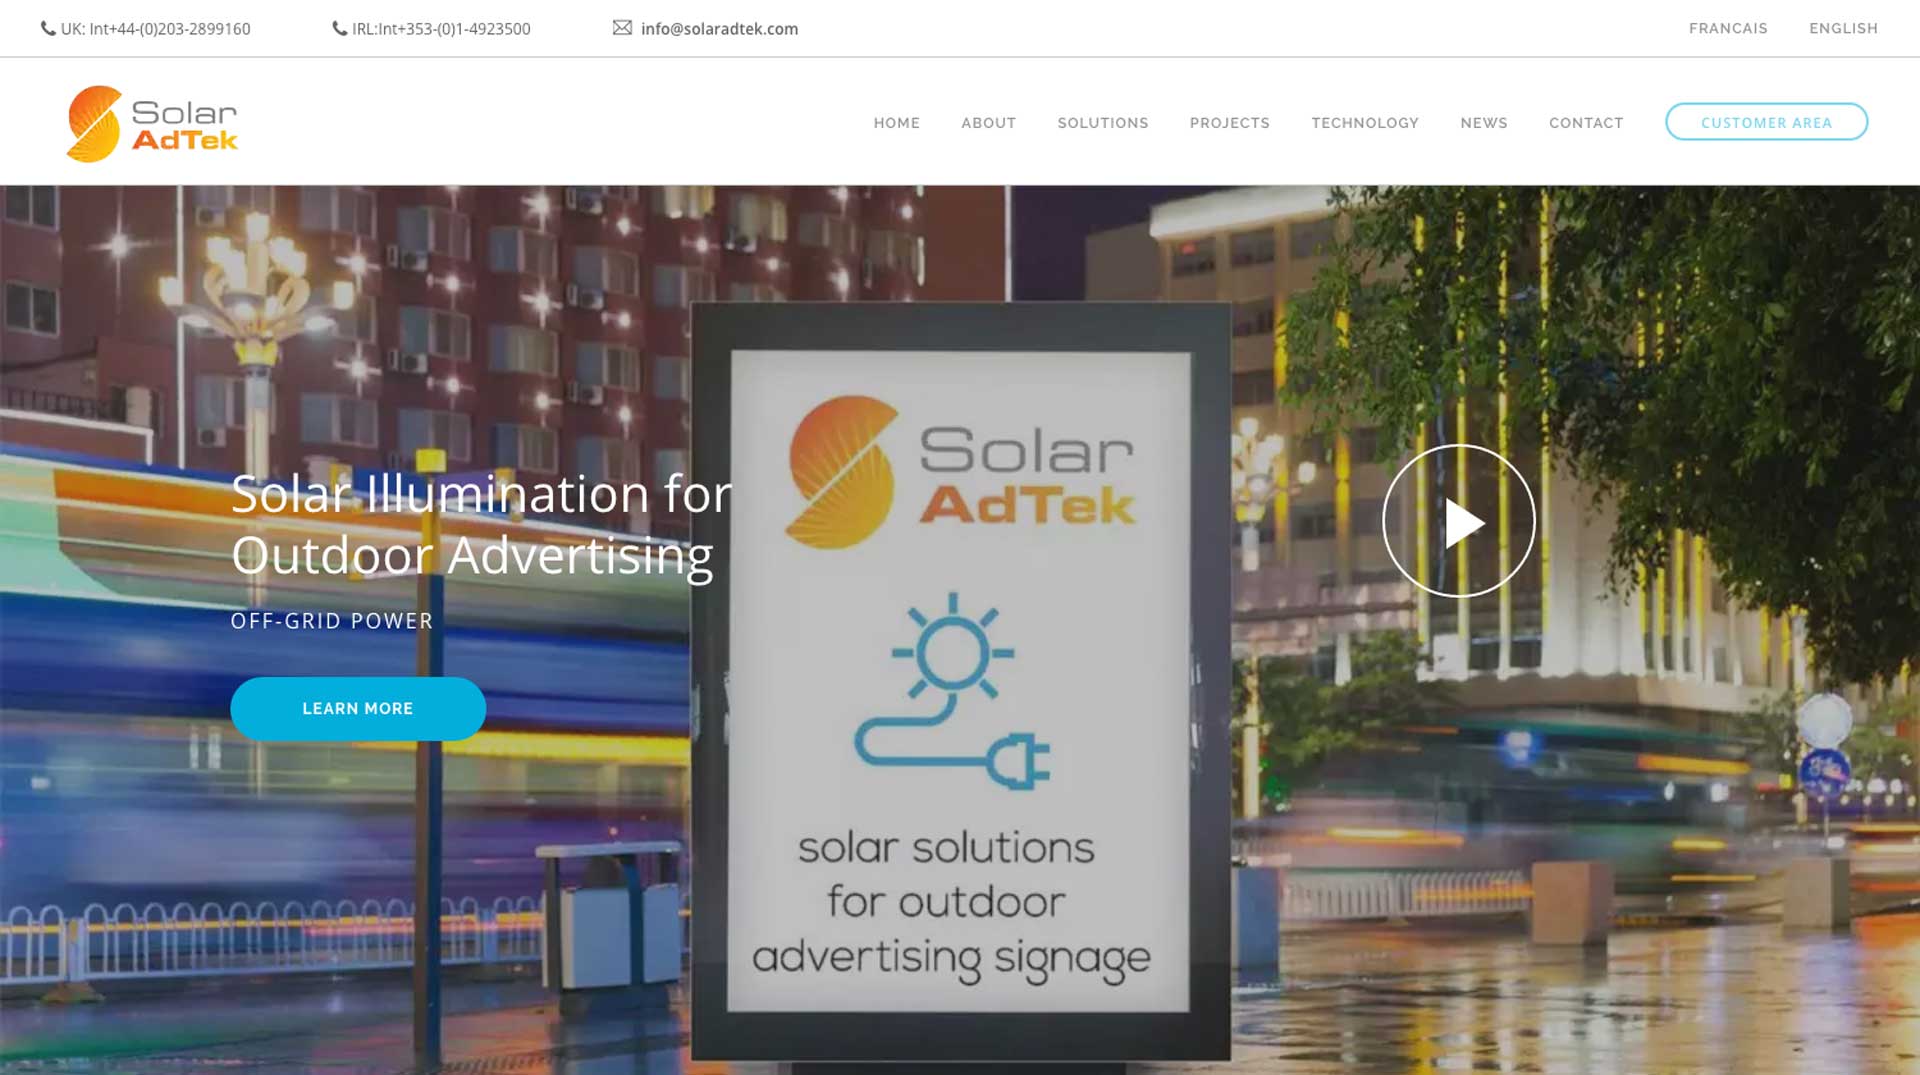 UK: Int+44-(0)203-2899160
IRL:Int+353-(0)1-4923500
info@solaradtek.com
FRANCAIS
ENGLISH
Solar
AdTek
HOME
ABOUT
SOLUTIONS
PROJECTS
TECHNOLOGY
NEWS
CONTACT
CUSTOMER AREA
Solar Illumination for
Outdoor Advertising
OFF-GRID POWER
LEARN MORE
Solar
AdTek
solar solutions
for outdoor
advertising signage